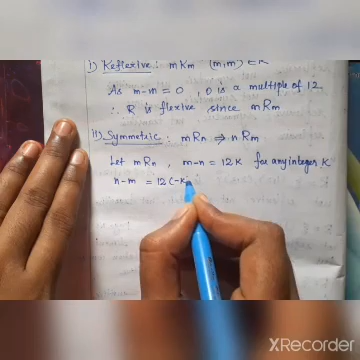 i) Reflexive : mRm (m,m) ∈ R
As m-m = 0 , 0 is a multiple of 12
∴ R is flexive since mRm
ii) Symmetric : mRn ⇒ nRm
Let mRn , m-n = 12K for any integer K
n-m = 12(-K
XRecorder